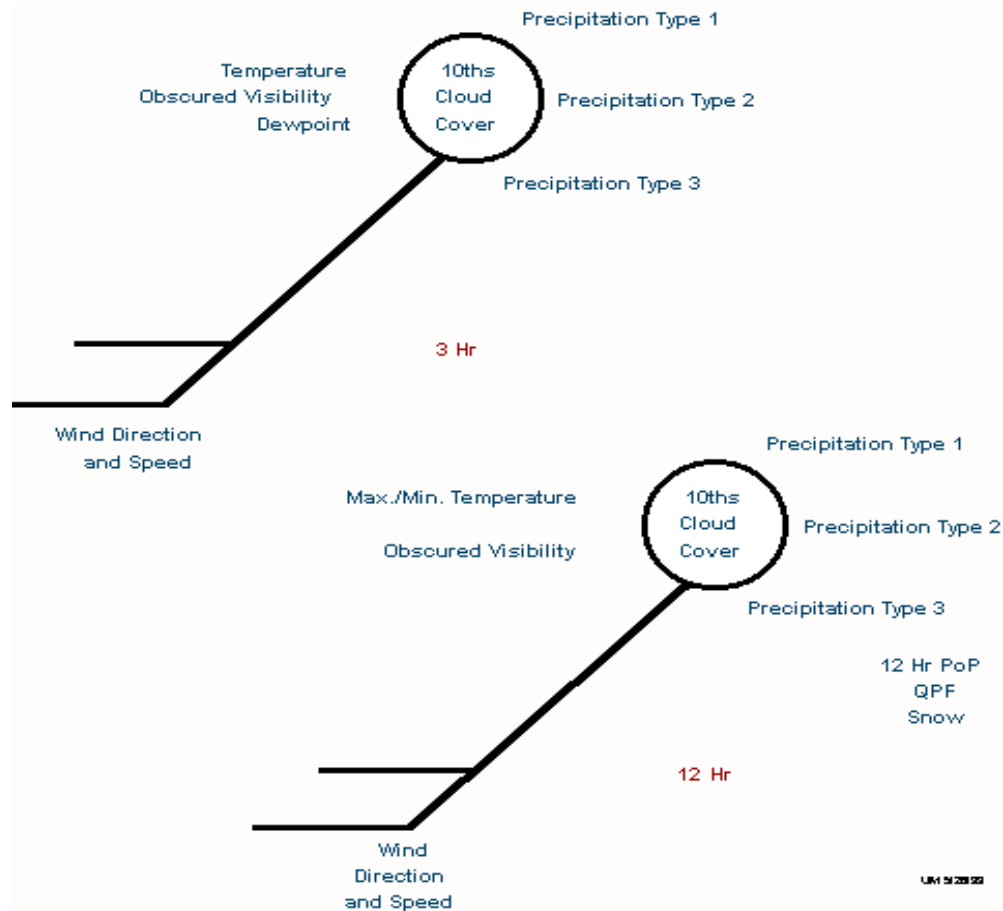 Precipitation Type 1
Temperature
Obscured Visibility
Dewpoint
10ths
Cloud
Cover
Precipitation Type 2
Precipitation Type 3
3 Hr
Wind Direction
and Speed
Precipitation Type 1
Max./Min. Temperature
Obscured Visibility
10ths
Cloud
Cover
Precipitation Type 2
Precipitation Type 3
12 Hr PoP
QPF
Snow
12 Hr
Wind
Direction
and Speed